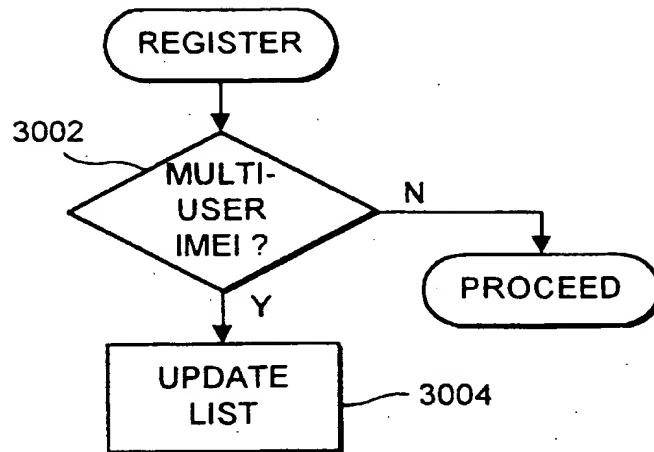 REGISTER
3002
MULTI-
USER
IMEI ?
N
PROCEED
Y
UPDATE
LIST
3004